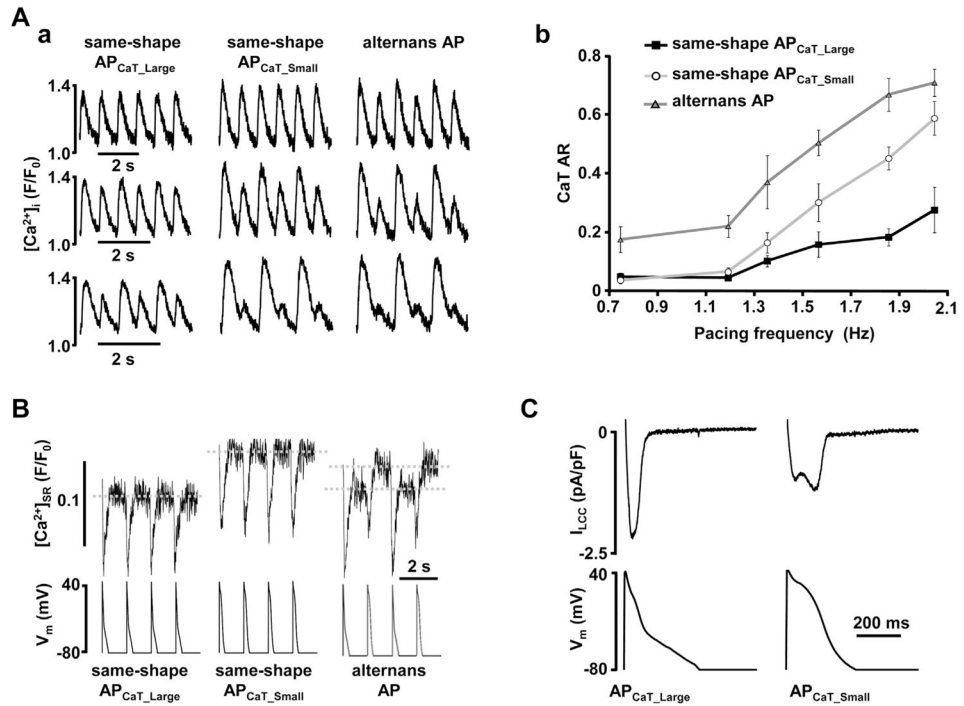 A
a
same-shape
AP_CaT_Large
same-shape
AP_CaT_Small
alternans AP
1.4
1.0
2 s
1.4
1.0
2 s
1.4
1.0
2 s
[Ca²⁺]ᵢ (F/F₀)
b
same-shape AP_CaT_Large
same-shape AP_CaT_Small
alternans AP
0.8
0.6
0.4
0.2
0
CaT AR
0.7 0.9 1.1 1.3 1.5 1.7 1.9 2.1
Pacing frequency (Hz)
B
[Ca²⁺]_SR (F/F₀)
0.1
2 s
40
-80
V_m (mV)
same-shape
AP_CaT_Large
same-shape
AP_CaT_Small
alternans
AP
C
0
-2.5
I_LCC (pA/pF)
40
-80
V_m (mV)
200 ms
AP_CaT_Large
AP_CaT_Small